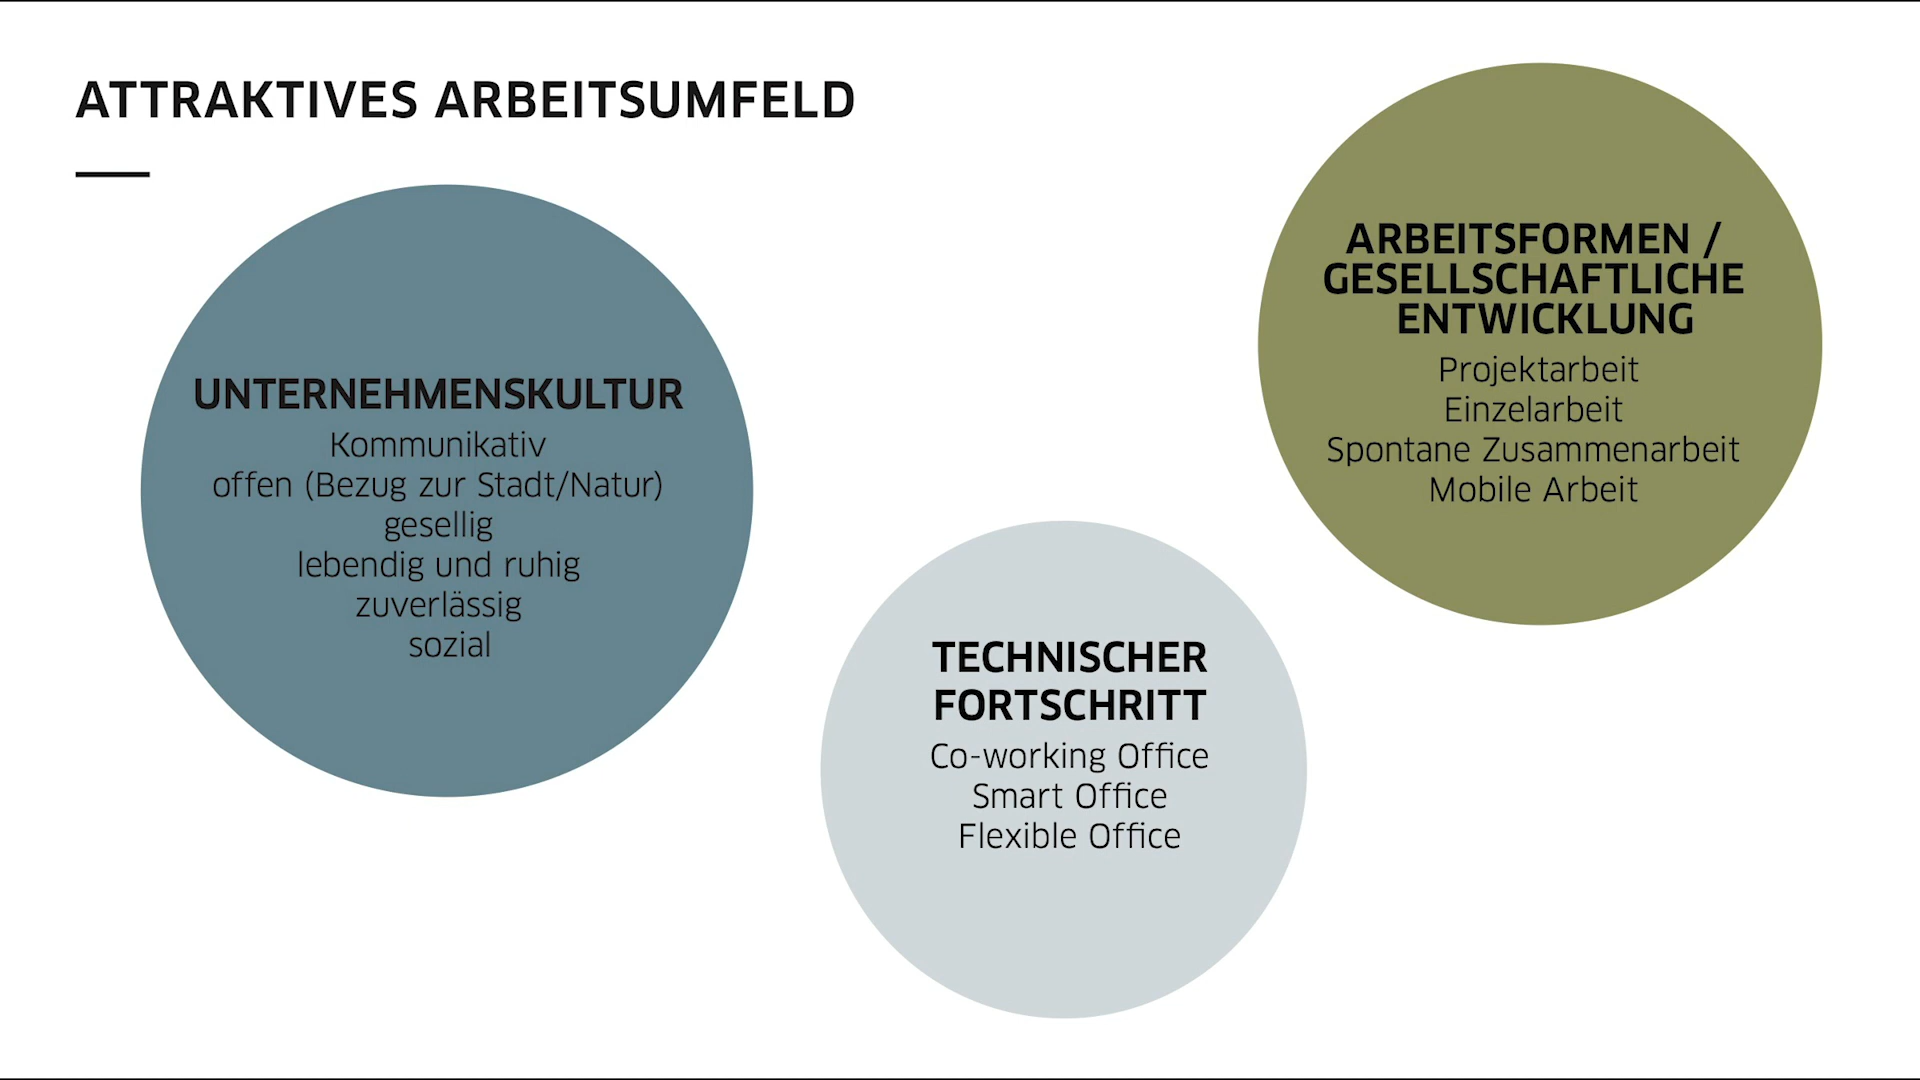 ATTRAKTIVES ARBEITSUMFELD
UNTERNEHMENSKULTUR
Kommunikativ
offen (Bezug zur Stadt/Natur)
gesellig
lebendig und ruhig
zuverlässig
sozial
TECHNISCHER
FORTSCHRITT
Co-working Office
Smart Office
Flexible Office
ARBEITSFORMEN /
GESELLSCHAFTLICHE
ENTWICKLUNG
Projektarbeit
Einzelarbeit
Spontane Zusammenarbeit
Mobile Arbeit